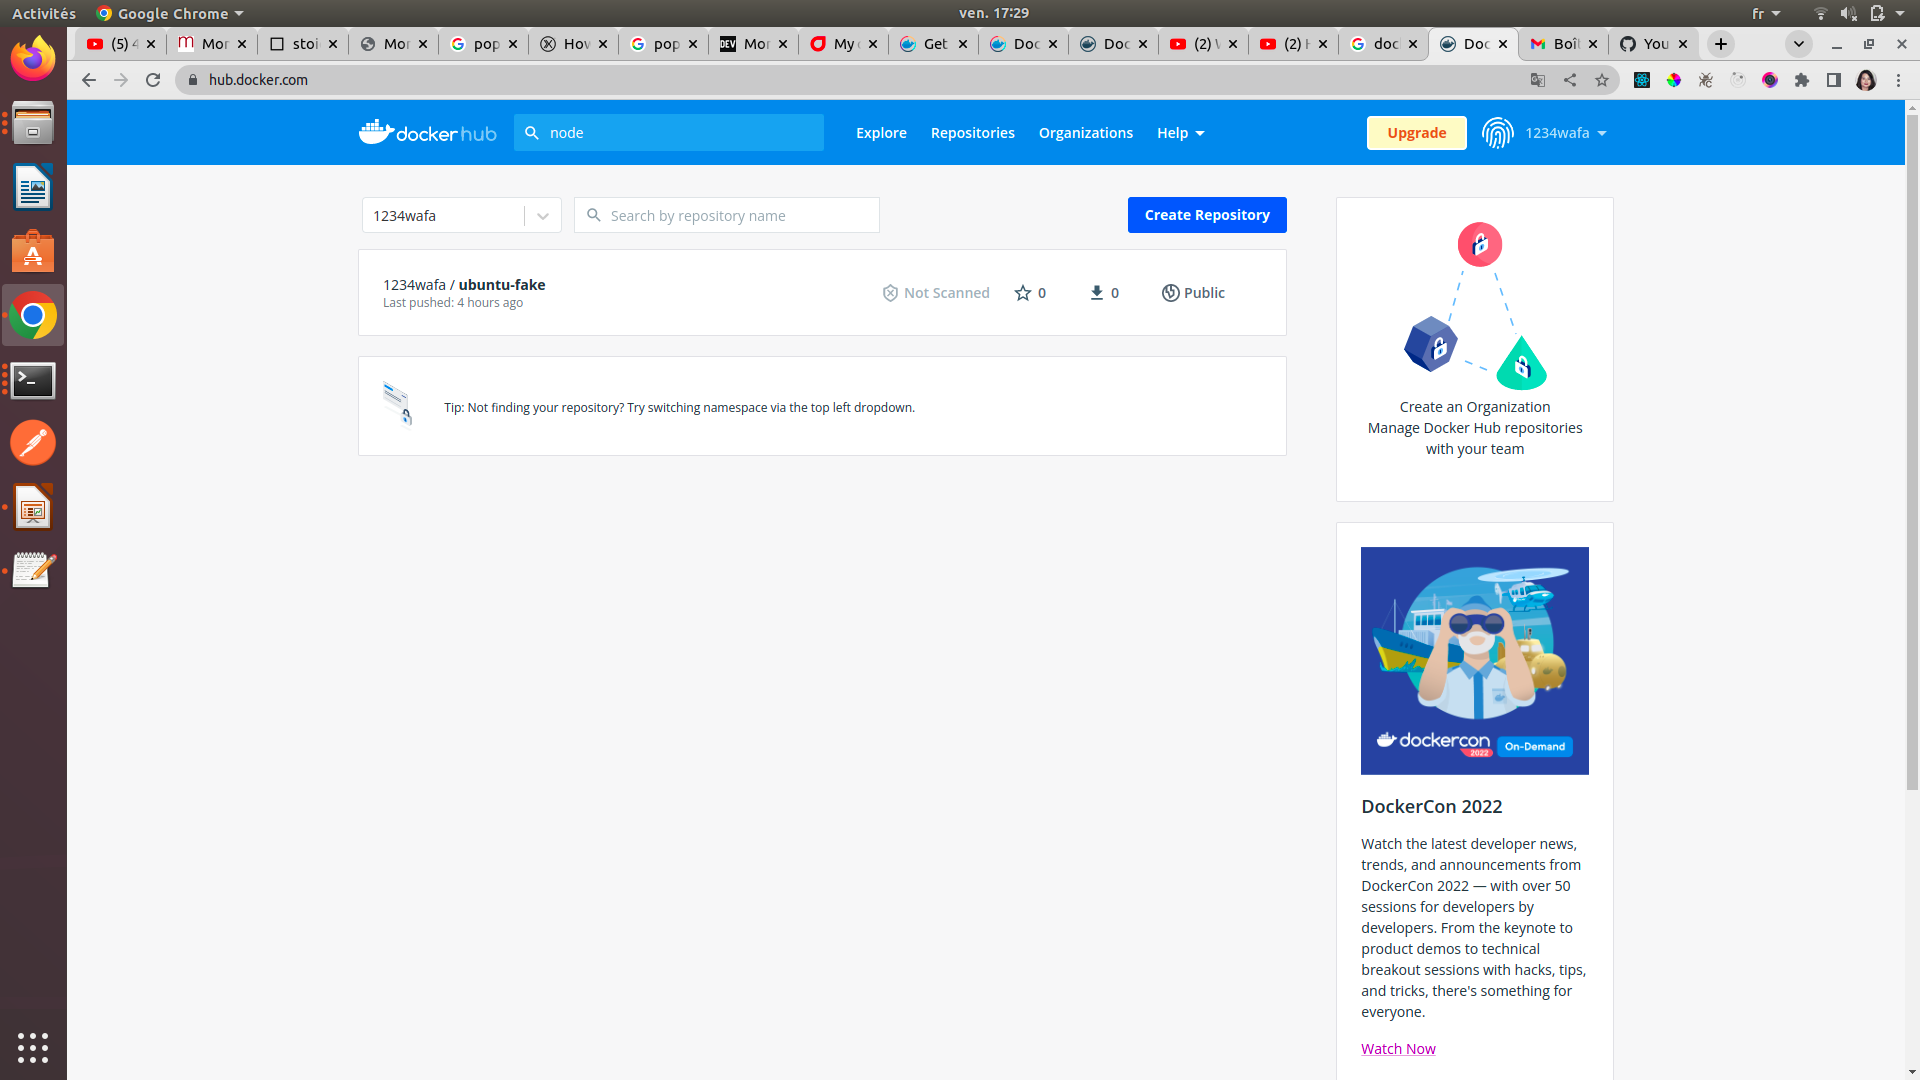 Activités
Google Chrome
ven. 17:29
fr
(5) 4
Mor
stoi
Mor
pop
Hov
pop
DEV
Mor
My
Get
Doc
Doc
(2)
(2)
doc
Doc
Boît
You
hub.docker.com
docker hub
node
Explore
Repositories
Organizations
Help
Upgrade
1234wafa
1234wafa
Search by repository name
Create Repository
1234wafa / ubuntu-fake
Last pushed: 4 hours ago
Not Scanned
0
0
Public
Tip: Not finding your repository? Try switching namespace via the top left dropdown.
Create an Organization
Manage Docker Hub repositories
with your team
dockercon
2022
On-Demand
DockerCon 2022
Watch the latest developer news,
trends, and announcements from
DockerCon 2022 — with over 50
sessions for developers by
developers. From the keynote to
product demos to technical
breakout sessions with hacks, tips,
and tricks, there's something for
everyone.
Watch Now